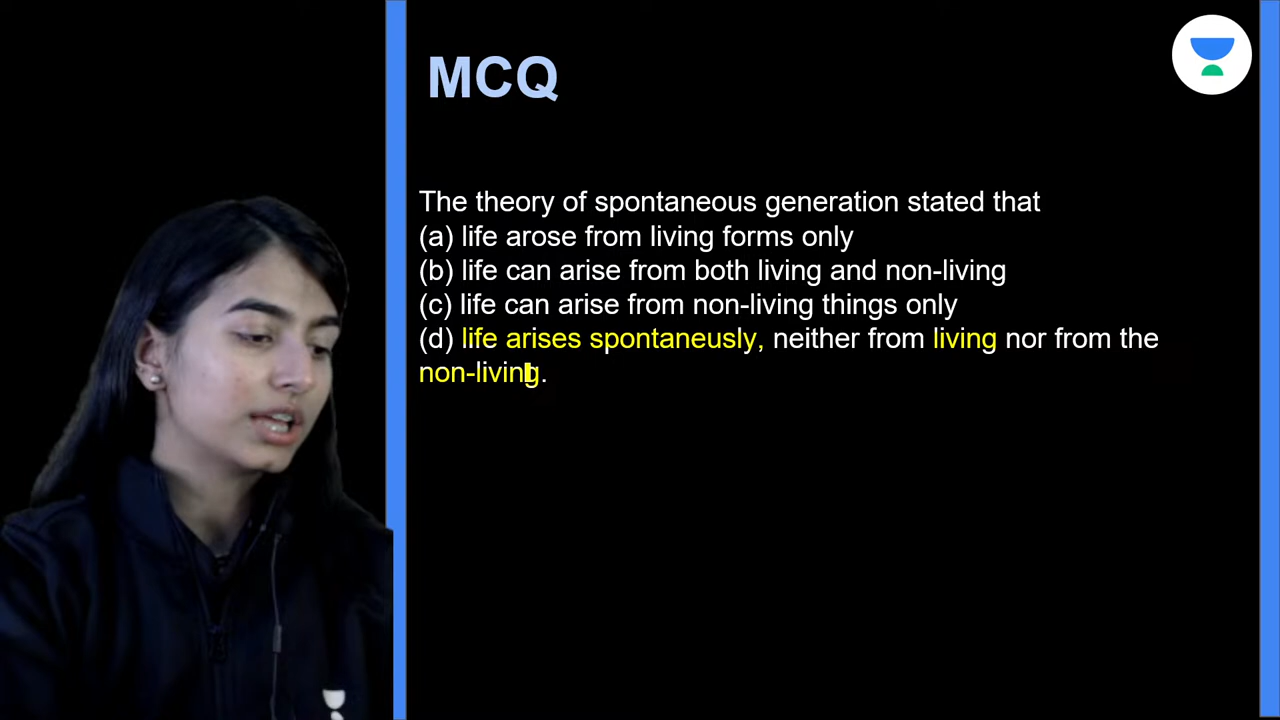 MCQ
The theory of spontaneous generation stated that
(a) life arose from living forms only
(b) life can arise from both living and non-living
(c) life can arise from non-living things only
(d) life arises spontaneusly, neither from living nor from the
non-living.